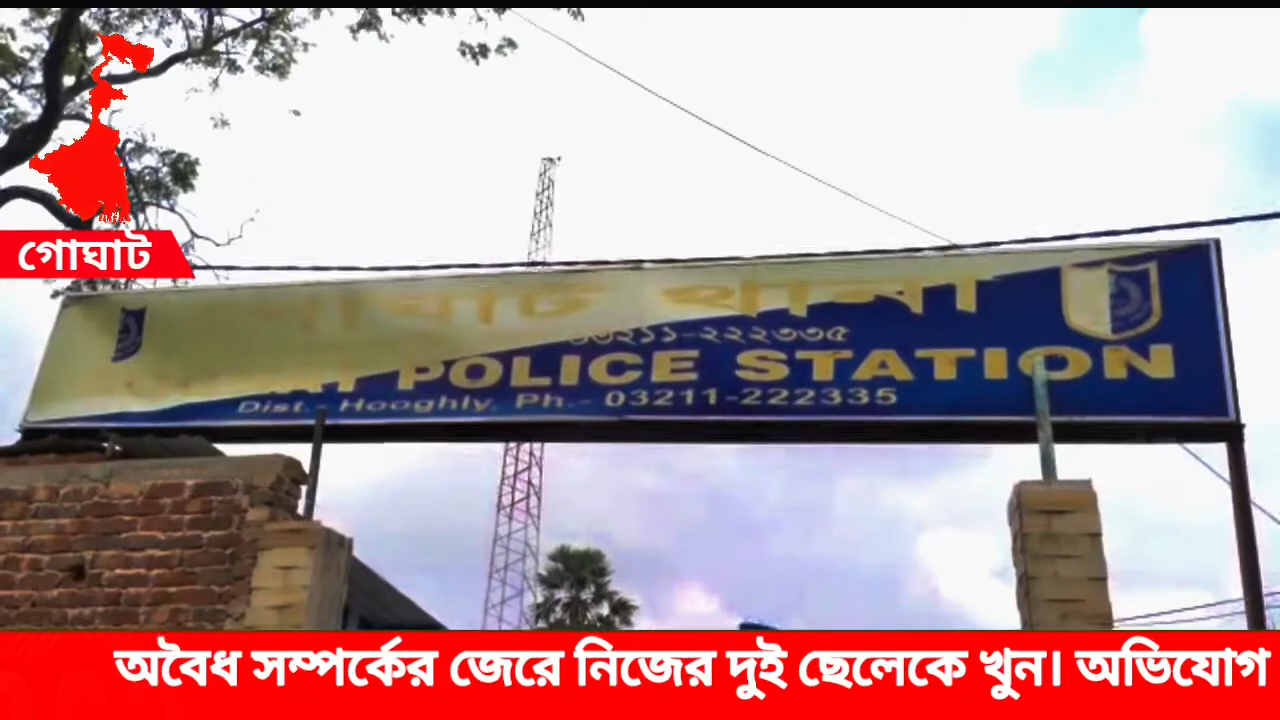 গোঘাট
থানা
০৩২১১-২২২৩৩৫
POLICE STATION
Dist. Hooghly, Ph.- 03211-222335
অবৈধ সম্পর্কের জেরে নিজের দুই ছেলেকে খুন। অভিযোগ